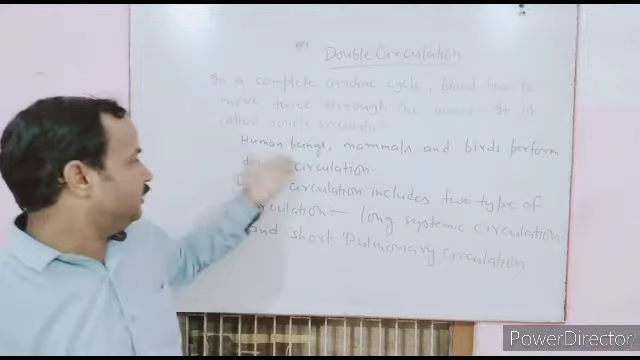 Double Circulation
In a complete cardiac cycle, blood has to
move twice through the heart. It is
called double circulation.
Human beings, mammals and birds perform
circulation.
circulation includes two type of
circulation — long systemic circulation
and short Pulmonary circulation
PowerDirector